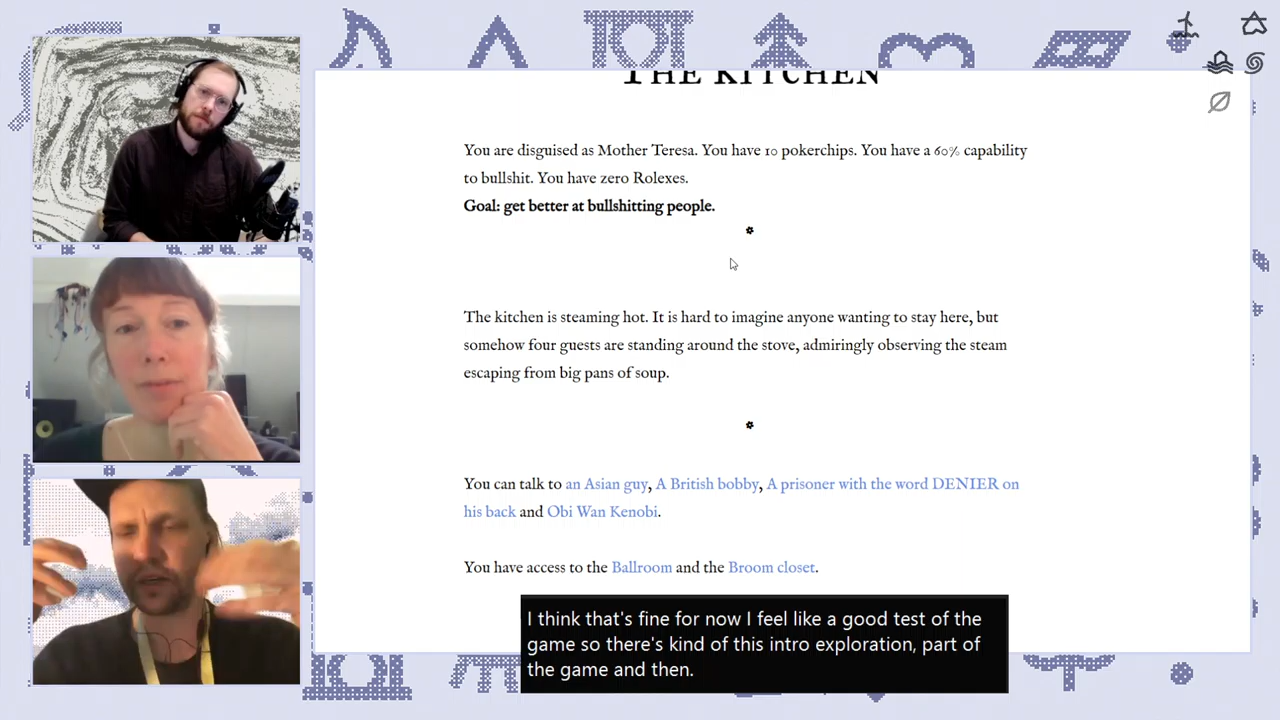 THE KITCHEN
You are disguised as Mother Teresa. You have 10 pokerchips. You have a 60% capability
to bullshit. You have zero Rolexes.
Goal: get better at bullshitting people.
The kitchen is steaming hot. It is hard to imagine anyone wanting to stay here, but
somehow four guests are standing around the stove, admiringly observing the steam
escaping from big pans of soup.
You can talk to an Asian guy, A British bobby, A prisoner with the word DENIER on
his back and Obi Wan Kenobi.
You have access to the Ballroom and the Broom closet.
I think that's fine for now I feel like a good test of the
game so there's kind of this intro exploration, part of
the game and then.